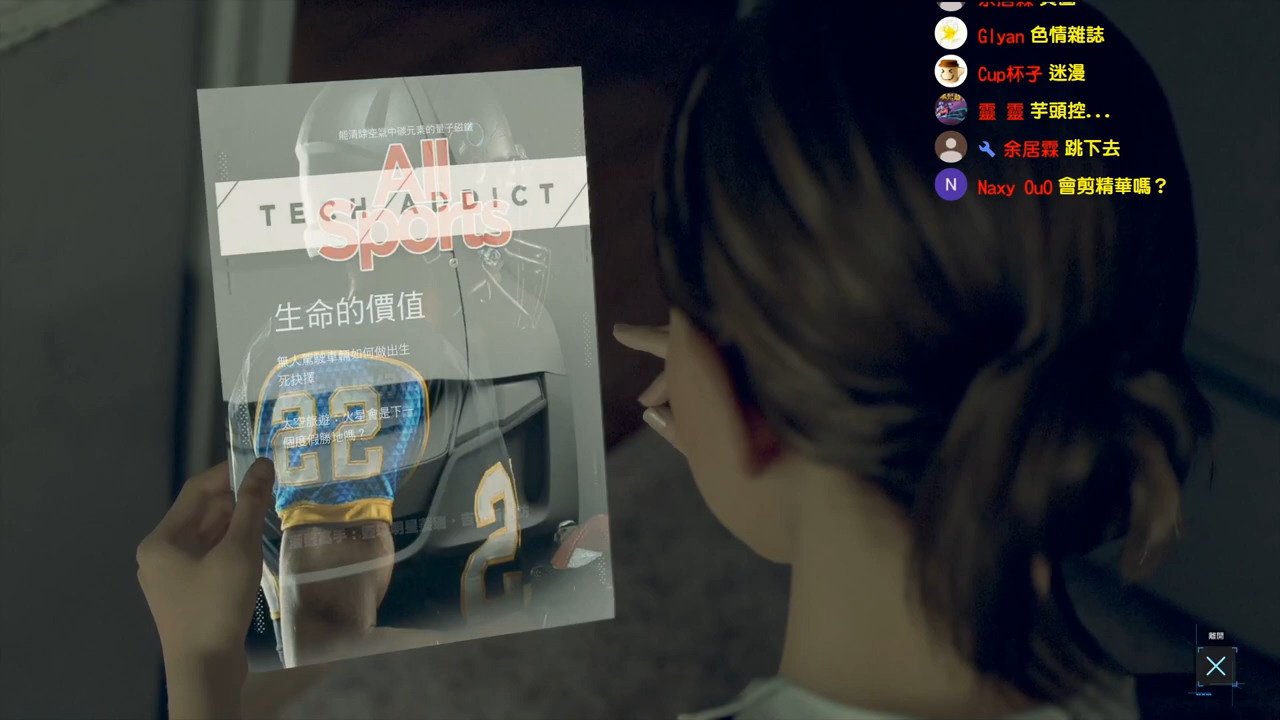 Glyan 色情雜誌
Cup杯子 迷漫
靈 靈 芋頭控...
余居霖 跳下去
N Naxy OuO 會剪精華嗎？
能清除空氣中碳元素的量子磁鐵
All
TECH ADDICT
Sports
生命的價值
無人駕駛車輛如何做出生
死抉擇
太空旅遊：火星會是下一
個度假勝地嗎？
22
2
離開